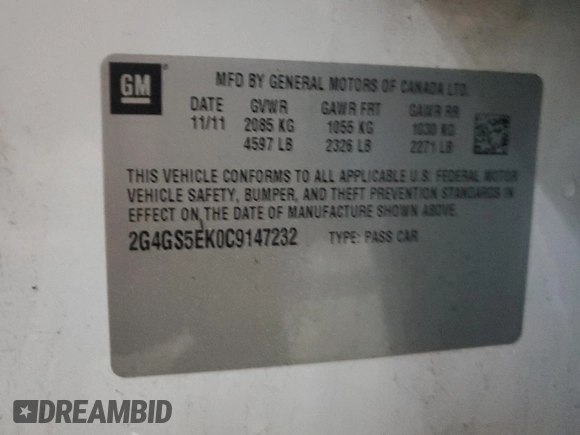 GM
MFD BY GENERAL MOTORS OF CANADA LTD.
DATE GVWR GAWR FRT GAWR RR
11/11 2085 KG 1055 KG 1030 KG
4597 LB 2326 LB 2271 LB
THIS VEHICLE CONFORMS TO ALL APPLICABLE U.S. FEDERAL MOTOR
VEHICLE SAFETY, BUMPER, AND THEFT PREVENTION STANDARDS IN
EFFECT ON THE DATE OF MANUFACTURE SHOWN ABOVE.
2G4GS5EK0C9147232 TYPE: PASS CAR
DREAMBID